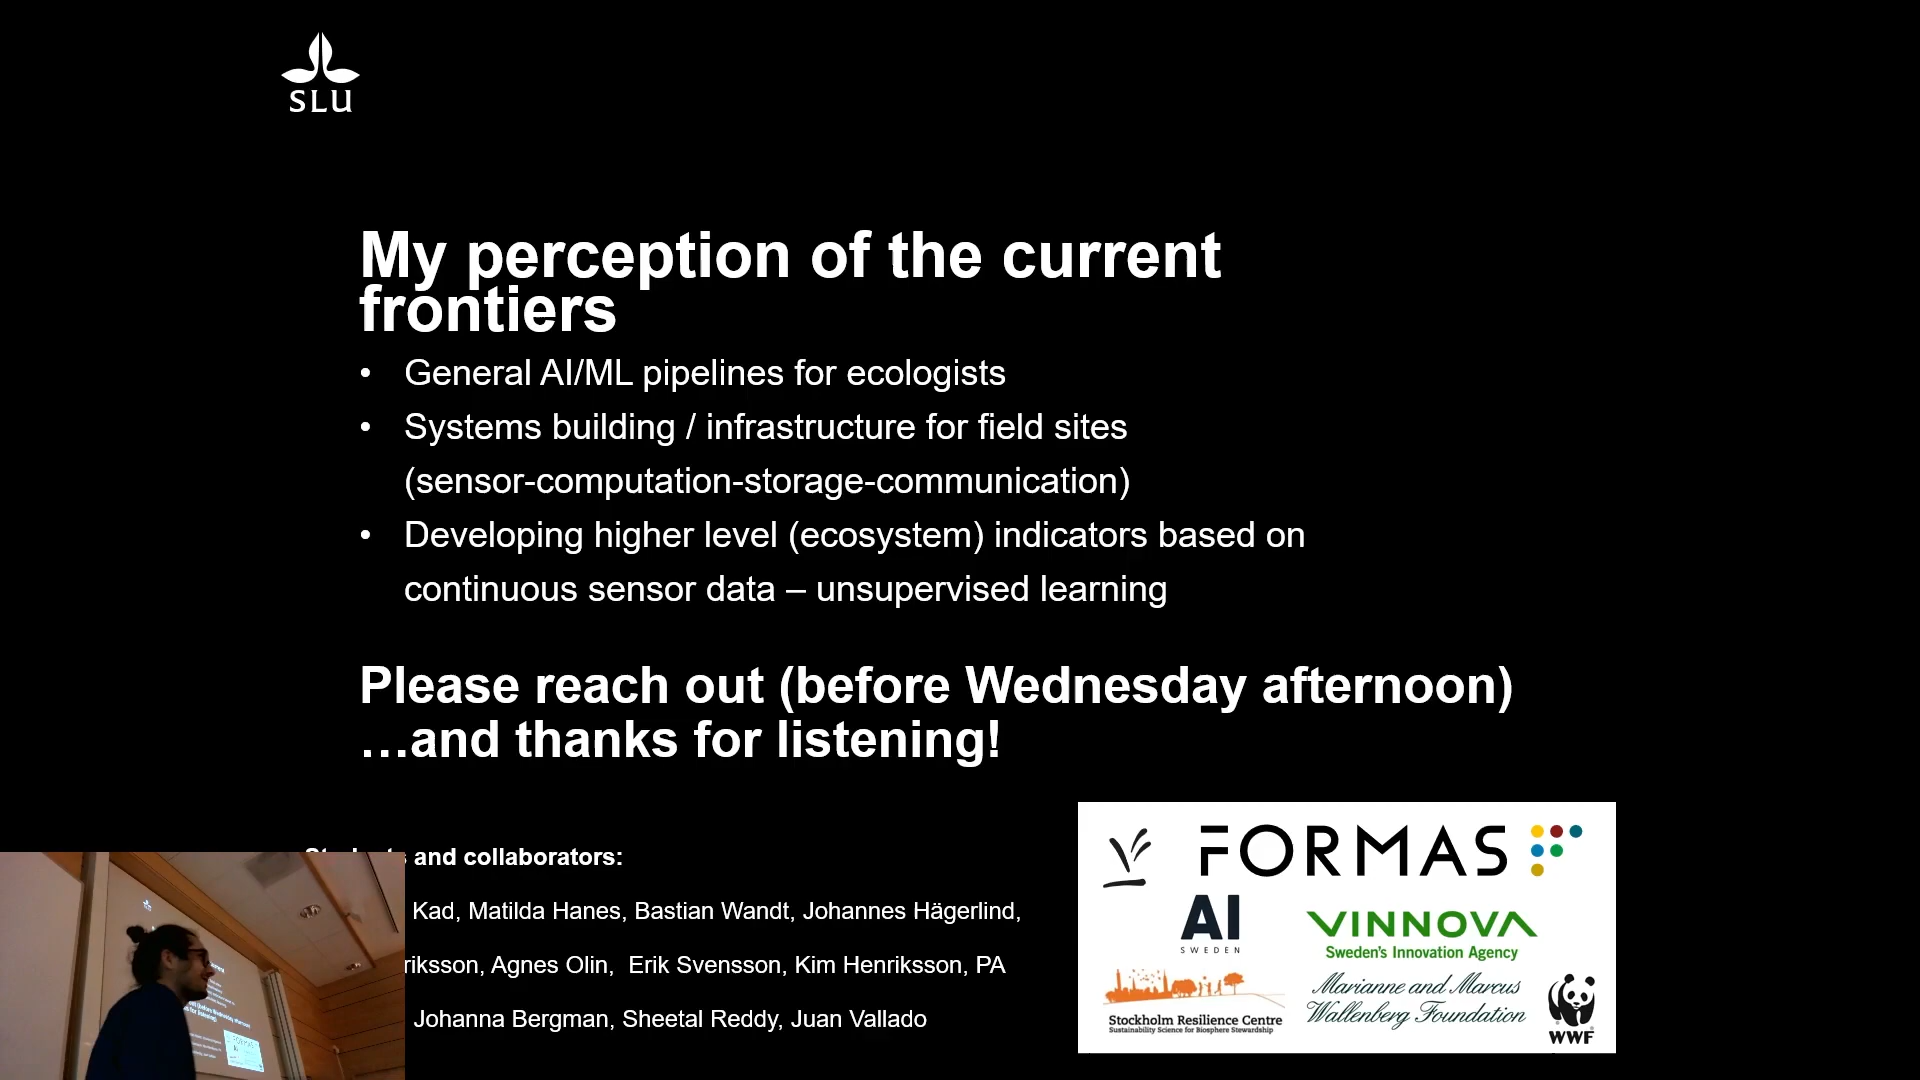 SLU
My perception of the current
frontiers
• General AI/ML pipelines for ecologists
• Systems building / infrastructure for field sites
(sensor-computation-storage-communication)
• Developing higher level (ecosystem) indicators based on
continuous sensor data – unsupervised learning
Please reach out (before Wednesday afternoon)
…and thanks for listening!
and collaborators:
Kad, Matilda Hanes, Bastian Wandt, Johannes Hägerlind,
riksson, Agnes Olin, Erik Svensson, Kim Henriksson, PA
Johanna Bergman, Sheetal Reddy, Juan Vallado
FORMAS
AI
SWEDEN
VINNOVA
Sweden's Innovation Agency
Stockholm Resilience Centre
Sustainability Science for Biosphere Stewardship
Marianne and Marcus
Wallenberg Foundation
WWF